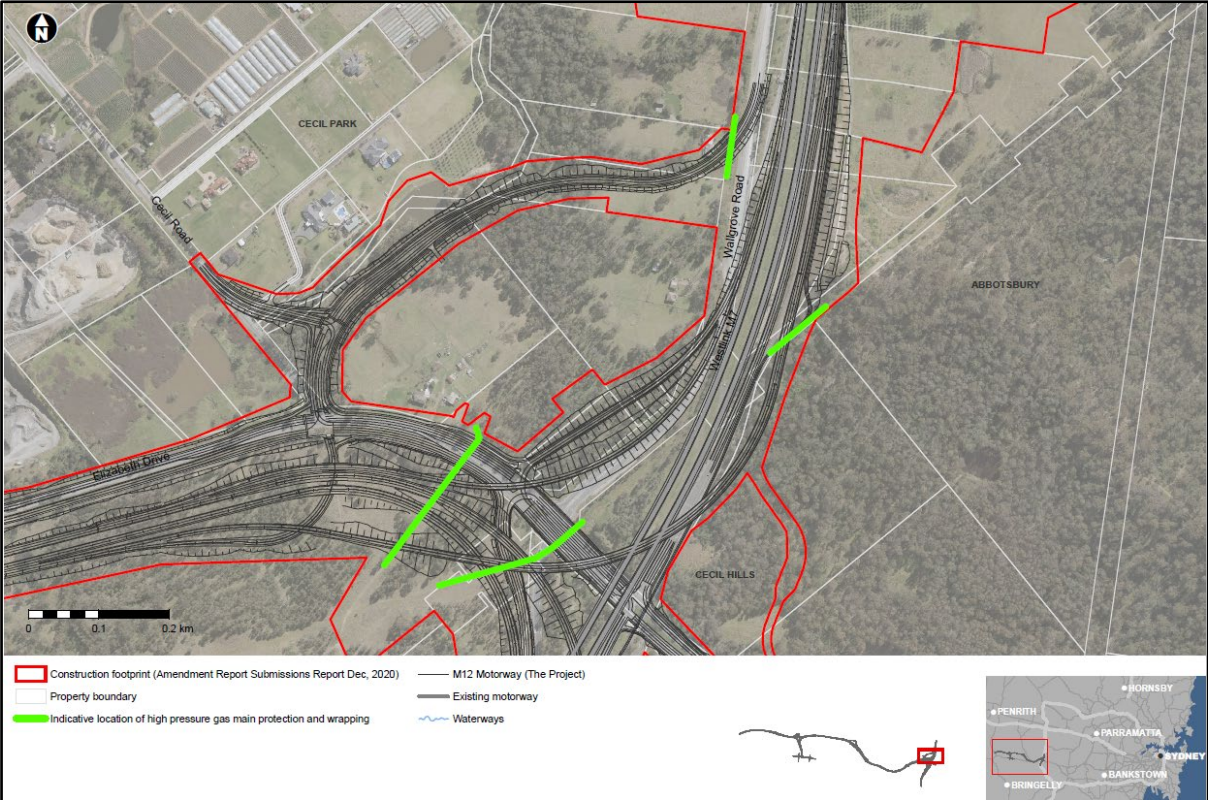 N
CECIL PARK
Cecil Road
Wallgrove Road
ABBOTSBURY
Westlink M7
Elizabeth Drive
CECIL HILLS
0 0.1 0.2 km
Construction footprint (Amendment Report Submissions Report Dec, 2020)
Property boundary
Indicative location of high pressure gas main protection and wrapping
M12 Motorway (The Project)
Existing motorway
Waterways
HORNSBY
PENRITH
PARRAMATTA
SYDNEY
BANKSTOWN
BRINGELLY